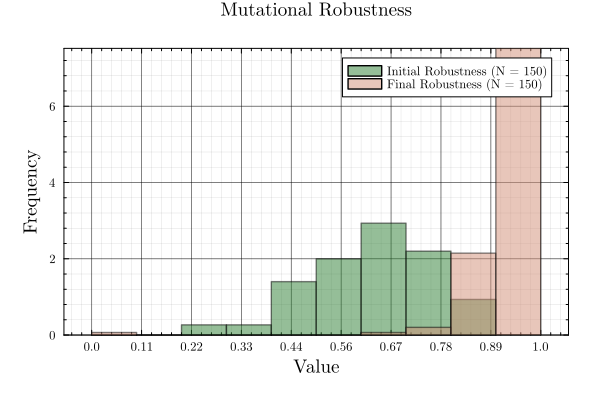 Mutational Robustness
Initial Robustness (N = 150)
Final Robustness (N = 150)
Frequency
6
4
2
0
0.0 0.11 0.22 0.33 0.44 0.56 0.67 0.78 0.89 1.0
Value